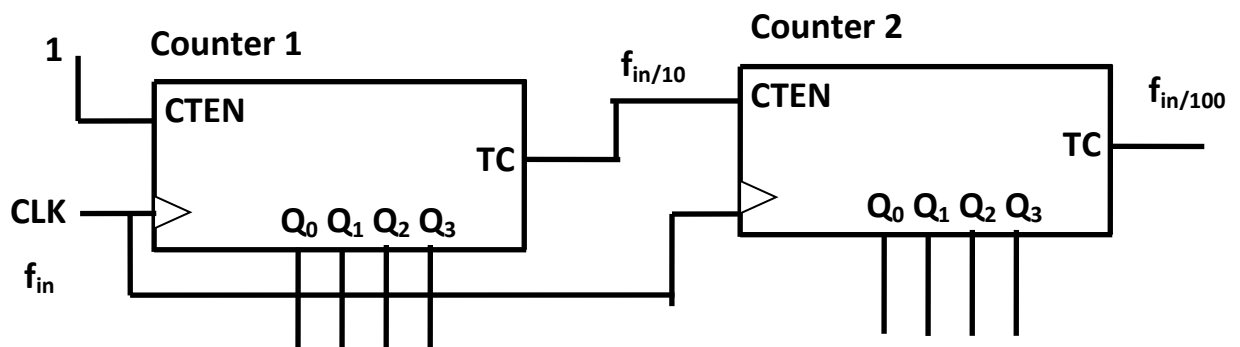 1
Counter 1
CTEN
TC
CLK
Q₀ Q₁ Q₂ Q₃
f_in
f_in/10
Counter 2
CTEN
TC
Q₀ Q₁ Q₂ Q₃
f_in/100